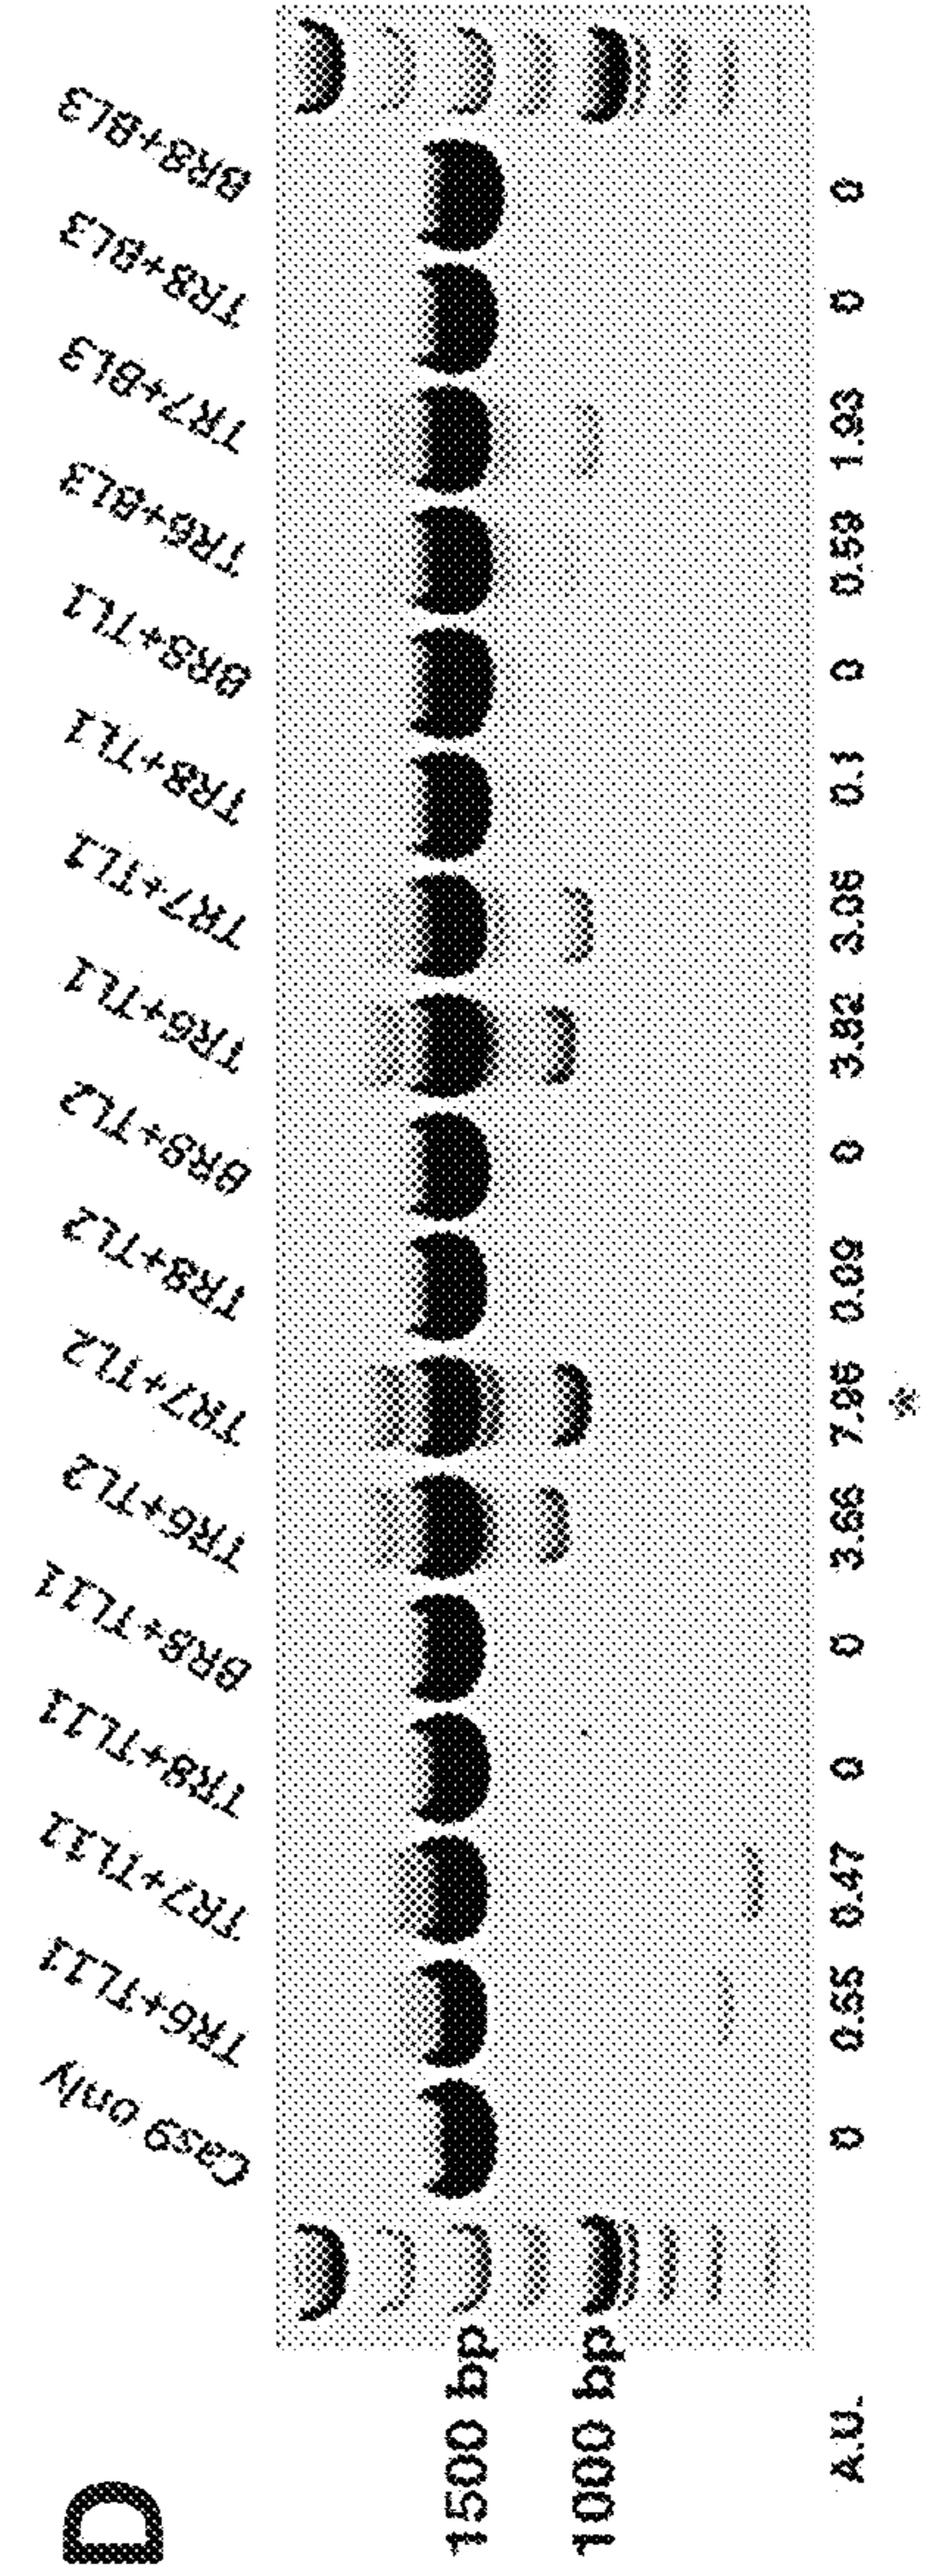 D
Cas9 only
TR6+TL11
TR7+TL11
TR8+TL11
BR8+TL11
TR6+TL2
TR7+TL2
TR8+TL2
BR8+TL2
TR6+TL1
TR7+TL1
TR8+TL1
BR8+TL1
TR6+BL3
TR7+BL3
TR8+BL3
BR8+BL3
1500 bp
1000 bp
A.U. 0 0.55 0.47 0 0 3.68 7.96 0.09 0 3.82 3.06 0.1 0 0.59 1.93 0 0
*